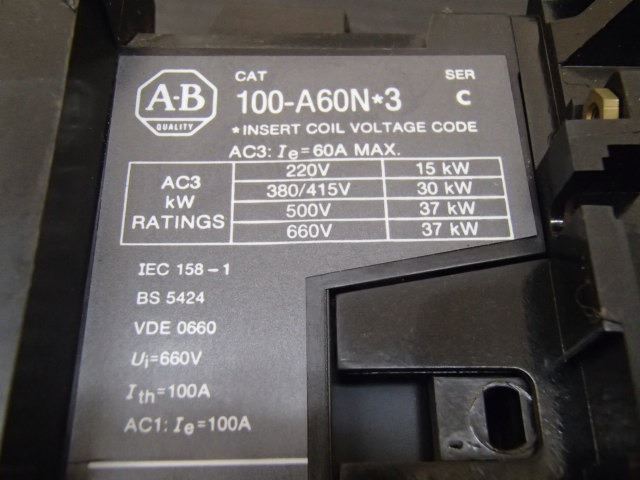 CAT SER
A-B QUALITY 100-A60N*3 C
*INSERT COIL VOLTAGE CODE
AC3: Ie=60A MAX.
AC3 kW RATINGS
220V 15 kW
380/415V 30 kW
500V 37 kW
660V 37 kW
IEC 158-1
BS 5424
VDE 0660
Ui=660V
Ith=100A
AC1: Ie=100A